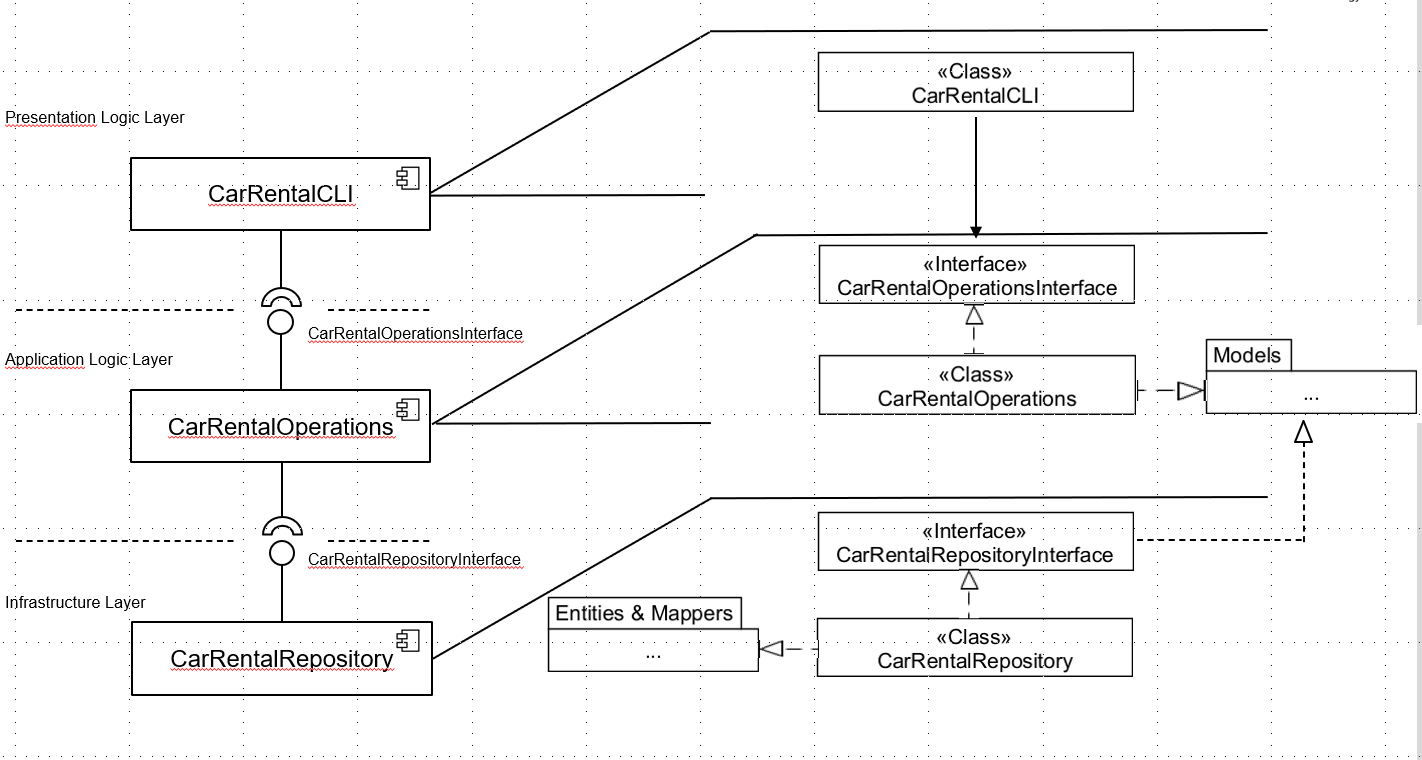 Presentation Logic Layer
CarRentalCLI
CarRentalOperationsInterface
Application Logic Layer
CarRentalOperations
CarRentalRepositoryInterface
Infrastructure Layer
CarRentalRepository
«Class»
CarRentalCLI
«Interface»
CarRentalOperationsInterface
«Class»
CarRentalOperations
Models
...
«Interface»
CarRentalRepositoryInterface
Entities & Mappers
...
«Class»
CarRentalRepository